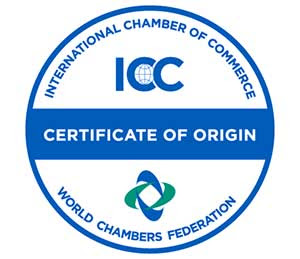 INTERNATIONAL CHAMBER OF COMMERCE
ICC
CERTIFICATE OF ORIGIN
WORLD CHAMBERS FEDERATION